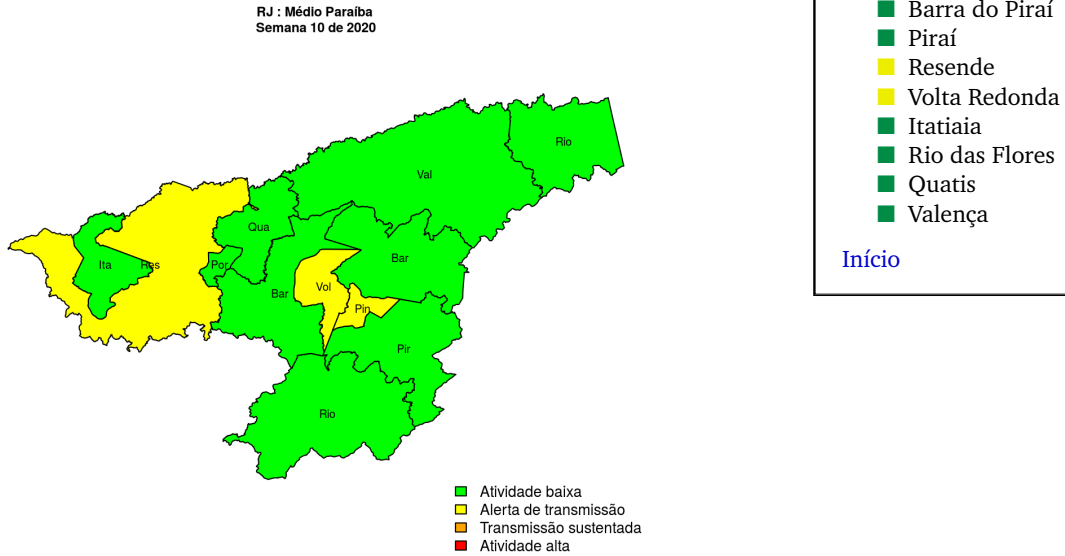 RJ : Médio Paraíba
Semana 10 de 2020
Rio
Val
Qua
Bar
Ita
Res
Por
Bar
Vol
Pin
Pir
Rio
Atividade baixa
Alerta de transmissão
Transmissão sustentada
Atividade alta
Barra do Piraí
Piraí
Resende
Volta Redonda
Itatiaia
Rio das Flores
Quatis
Valença
Início